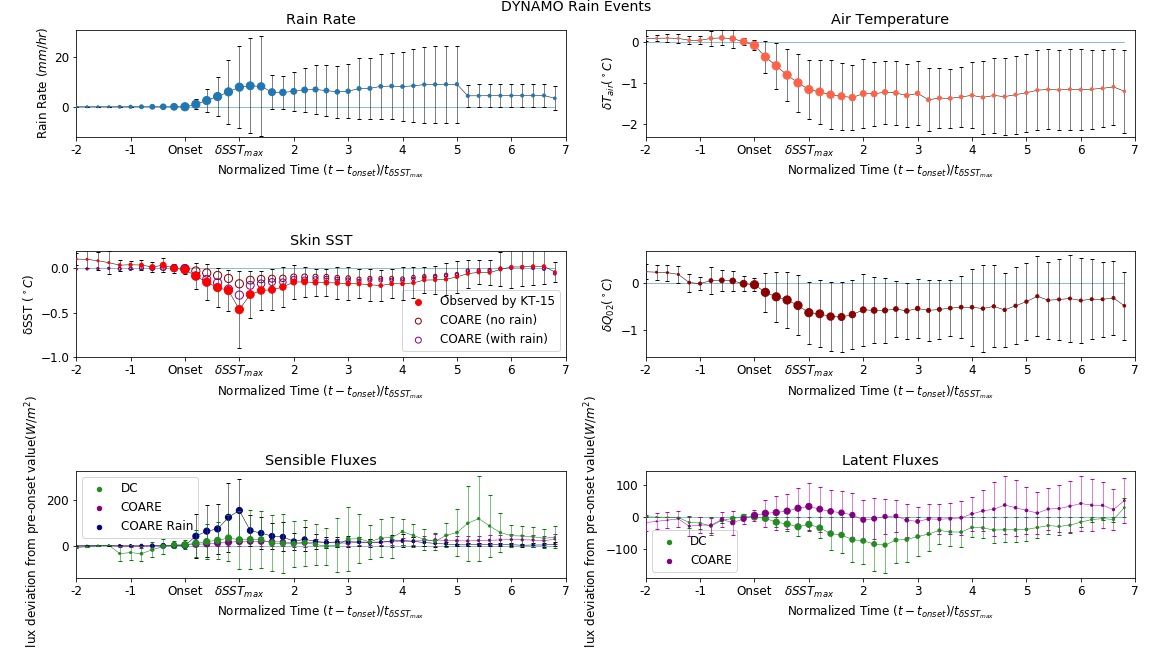 DYNAMO Rain Events
Rain Rate
Rain Rate (mm/hr)
20
0
-2 -1 Onset δSST_max 2 3 4 5 6 7
Normalized Time (t − t_onset)/t_δSST_max
Air Temperature
δT_air(°C)
0
−1
−2
-2 -1 Onset δSST_max 2 3 4 5 6 7
Normalized Time (t − t_onset)/t_δSST_max
Skin SST
δSST (°C)
0.0
−0.5
−1.0
Observed by KT-15
COARE (no rain)
COARE (with rain)
-2 -1 Onset δSST_max 2 3 4 5 6 7
Normalized Time (t − t_onset)/t_δSST_max
δQ_02(°C)
0
−1
-2 -1 Onset δSST_max 2 3 4 5 6 7
Normalized Time (t − t_onset)/t_δSST_max
Sensible Fluxes
lux deviation from pre-onset value(W/m²)
200
0
DC
COARE
COARE Rain
-2 -1 Onset δSST_max 2 3 4 5 6 7
Normalized Time (t − t_onset)/t_δSST_max
Latent Fluxes
lux deviation from pre-onset value(W/m²)
100
0
−100
DC
COARE
-2 -1 Onset δSST_max 2 3 4 5 6 7
Normalized Time (t − t_onset)/t_δSST_max